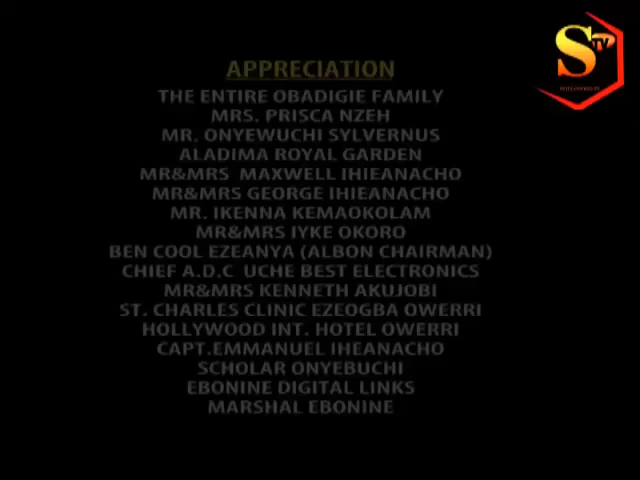 APPRECIATION
THE ENTIRE OBADIGIE FAMILY
MRS. PRISCA NZEH
MR. ONYEWUCHI SYLVERNUS
ALADIMA ROYAL GARDEN
MR&MRS MAXWELL IHIEANACHO
MR&MRS GEORGE IHIEANACHO
MR. IKENNA KEMAOKOLAM
MR&MRS IYKE OKORO
BEN COOL EZEANYA (ALBON CHAIRMAN)
CHIEF A.D.C UCHE BEST ELECTRONICS
MR&MRS KENNETH AKUJOBI
ST. CHARLES CLINIC EZEOGBA OWERRI
HOLLYWOOD INT. HOTEL OWERRI
CAPT.EMMANUEL IHEANACHO
SCHOLAR ONYEBUCHI
EBONINE DIGITAL LINKS
MARSHAL EBONINE
S TV